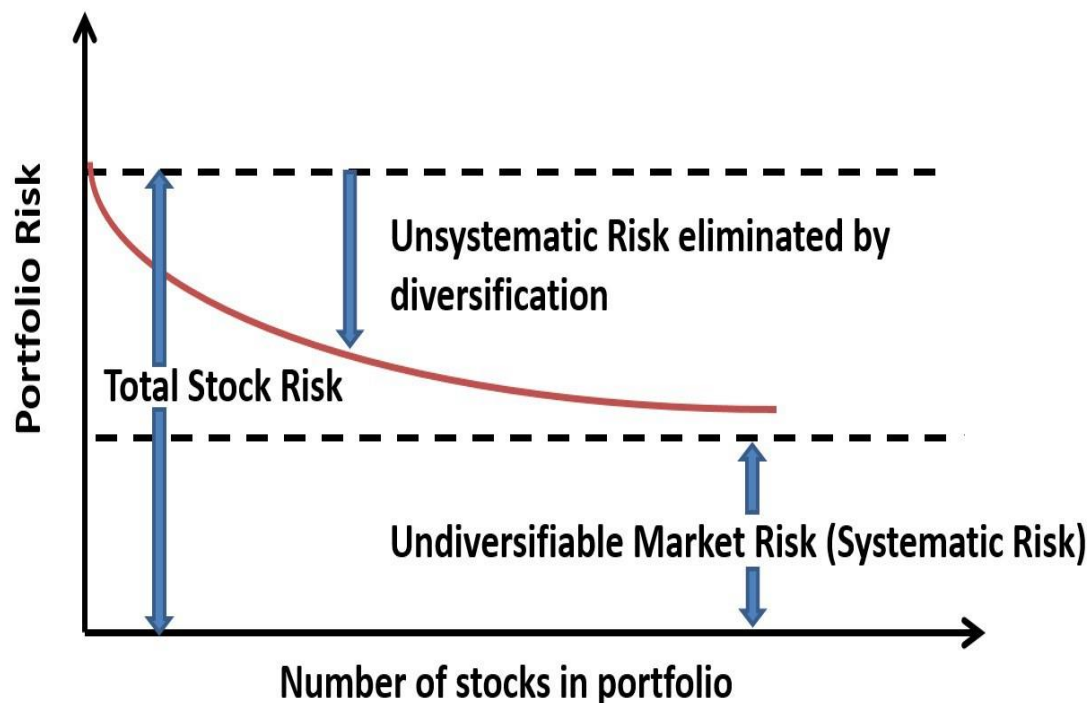 Portfolio Risk
Unsystematic Risk eliminated by
diversification
Total Stock Risk
Undiversifiable Market Risk (Systematic Risk)
Number of stocks in portfolio